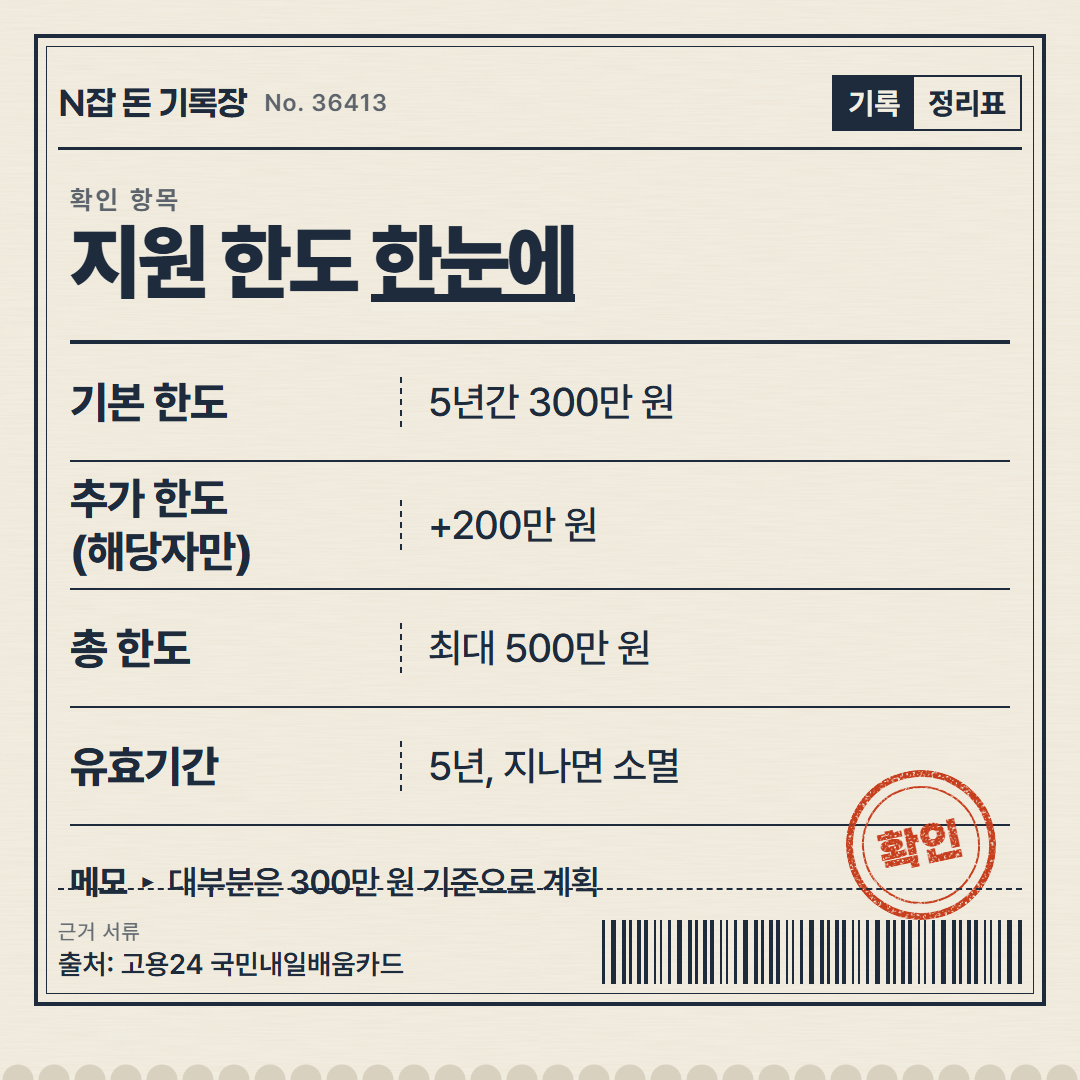 N잡 돈 기록장 No. 36413
기록 정리표
확인 항목
지원 한도 한눈에
기본 한도 5년간 300만 원
추가 한도
(해당자만) +200만 원
총 한도 최대 500만 원
유효기간 5년, 지나면 소멸
확인
메모 ▸ 대부분은 300만 원 기준으로 계획
근거 서류
출처: 고용24 국민내일배움카드